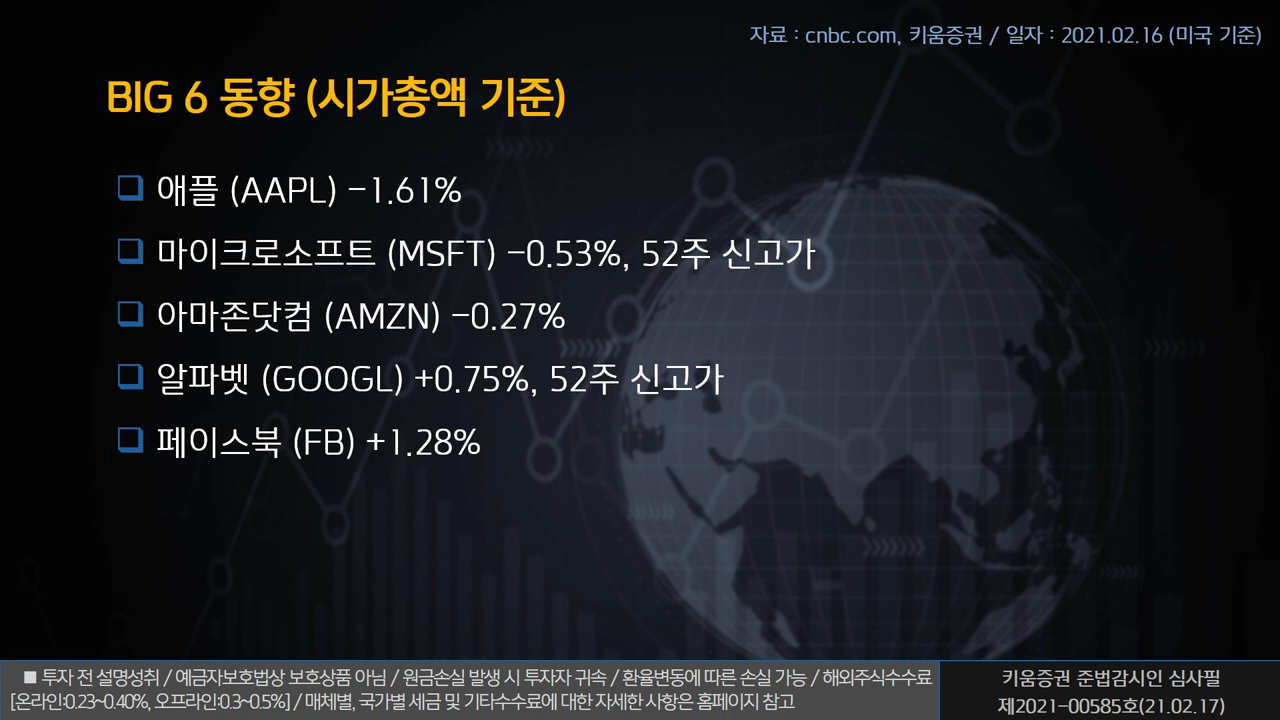 자료 : cnbc.com, 키움증권 / 일자 : 2021.02.16 (미국 기준)
BIG 6 동향 (시가총액 기준)
❑ 애플 (AAPL) -1.61%
❑ 마이크로소프트 (MSFT) -0.53%, 52주 신고가
❑ 아마존닷컴 (AMZN) -0.27%
❑ 알파벳 (GOOGL) +0.75%, 52주 신고가
❑ 페이스북 (FB) +1.28%
■ 투자 전 설명성취 / 예금자보호법상 보호상품 아님 / 원금손실 발생 시 투자자 귀속 / 환율변동에 따른 손실 가능 / 해외주식수수료
[온라인:0.23~0.40%, 오프라인:0.3~0.5%] / 매체별, 국가별 세금 및 기타수수료에 대한 자세한 사항은 홈페이지 참고
키움증권 준법감시인 심사필
제2021-00585호(21.02.17)